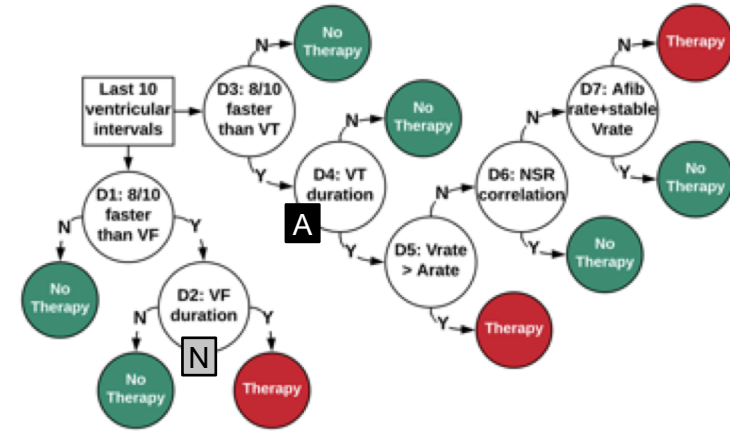 No
Therapy
N
Therapy
N
Last 10
ventricular
intervals
D3: 8/10
faster
than VT
No
Therapy
D7: Afib
rate+stable
Vrate
N
N
Y
D4: VT
duration
D6: NSR
correlation
Y
No
Therapy
D1: 8/10
faster
than VF
A
N
N
Y
Y
D5: Vrate
> Arate
Y
No
Therapy
No
Therapy
D2: VF
duration
N
Y
Y
Therapy
N
No
Therapy
Therapy